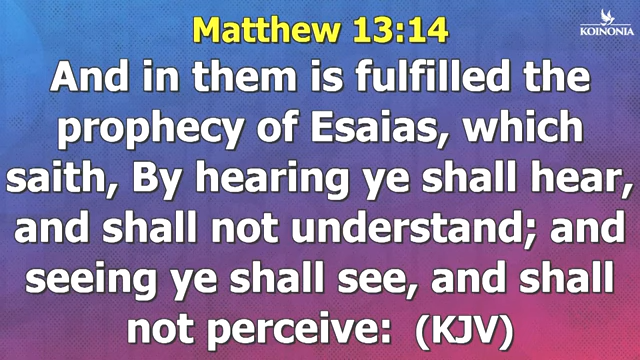 Matthew 13:14
KOINONIA
And in them is fulfilled the
prophecy of Esaias, which
saith, By hearing ye shall hear,
and shall not understand; and
seeing ye shall see, and shall
not perceive: (KJV)